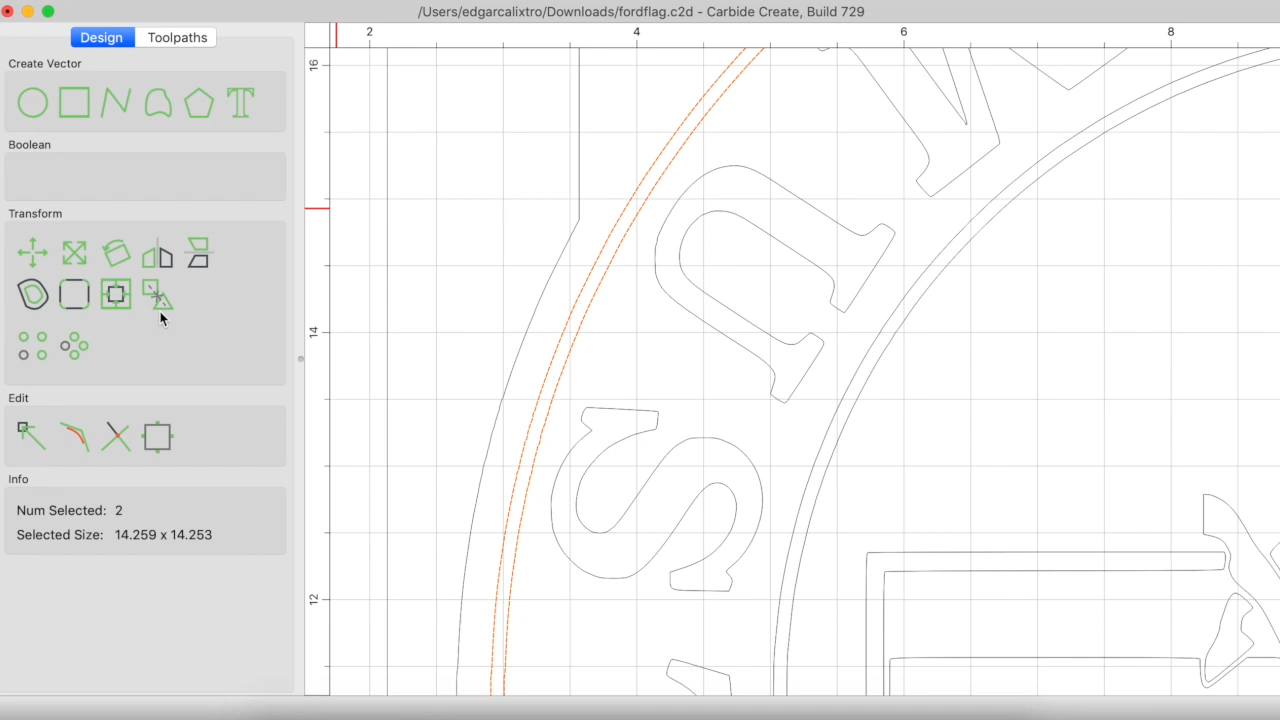 /Users/edgarcalixtro/Downloads/fordflag.c2d - Carbide Create, Build 729
Design Toolpaths
2 4 6 8
Create Vector
16
Boolean
Transform
14
Edit
Info
Num Selected: 2
Selected Size: 14.259 x 14.253
12
U
S